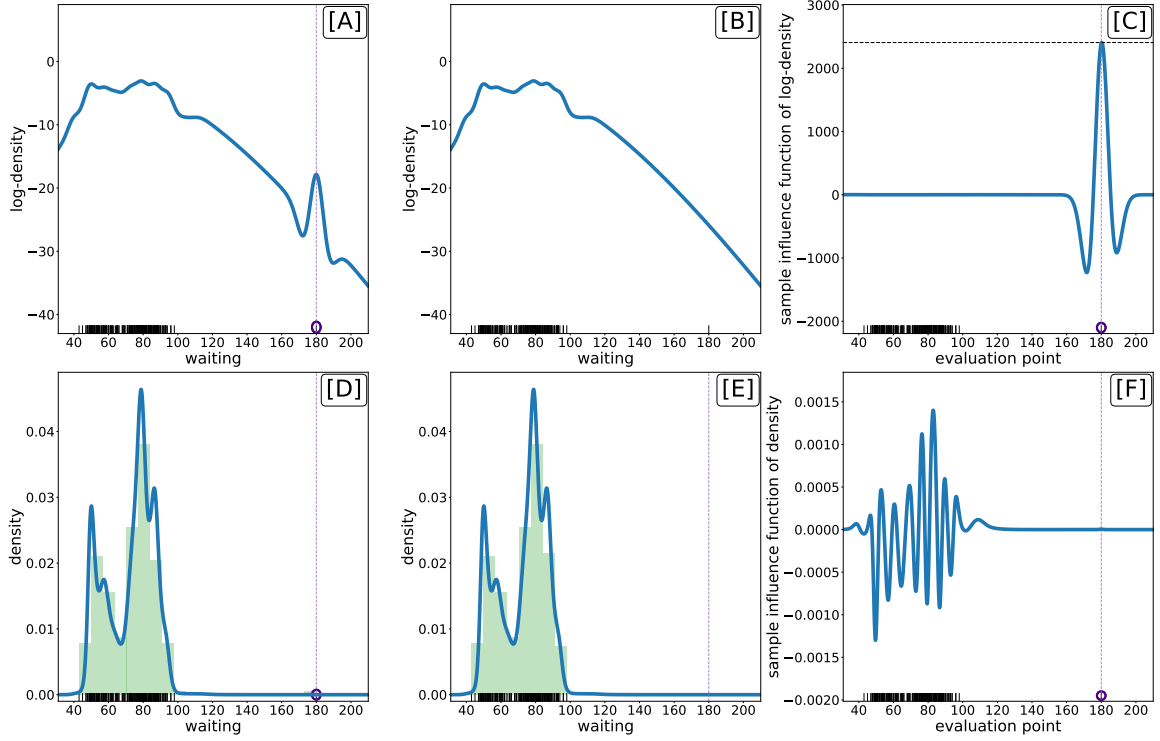 [A]
log-density
0
−10
−20
−30
−40
40 60 80 100 120 140 160 180 200
waiting
[B]
log-density
0
−10
−20
−30
−40
40 60 80 100 120 140 160 180 200
waiting
[C]
sample influence function of log-density
3000
2000
1000
0
−1000
−2000
40 60 80 100 120 140 160 180 200
evaluation point
[D]
density
0.04
0.03
0.02
0.01
0.00
40 60 80 100 120 140 160 180 200
waiting
[E]
density
0.04
0.03
0.02
0.01
0.00
40 60 80 100 120 140 160 180 200
waiting
[F]
sample influence function of density
0.0015
0.0010
0.0005
0.0000
−0.0005
−0.0010
−0.0015
−0.0020
40 60 80 100 120 140 160 180 200
evaluation point